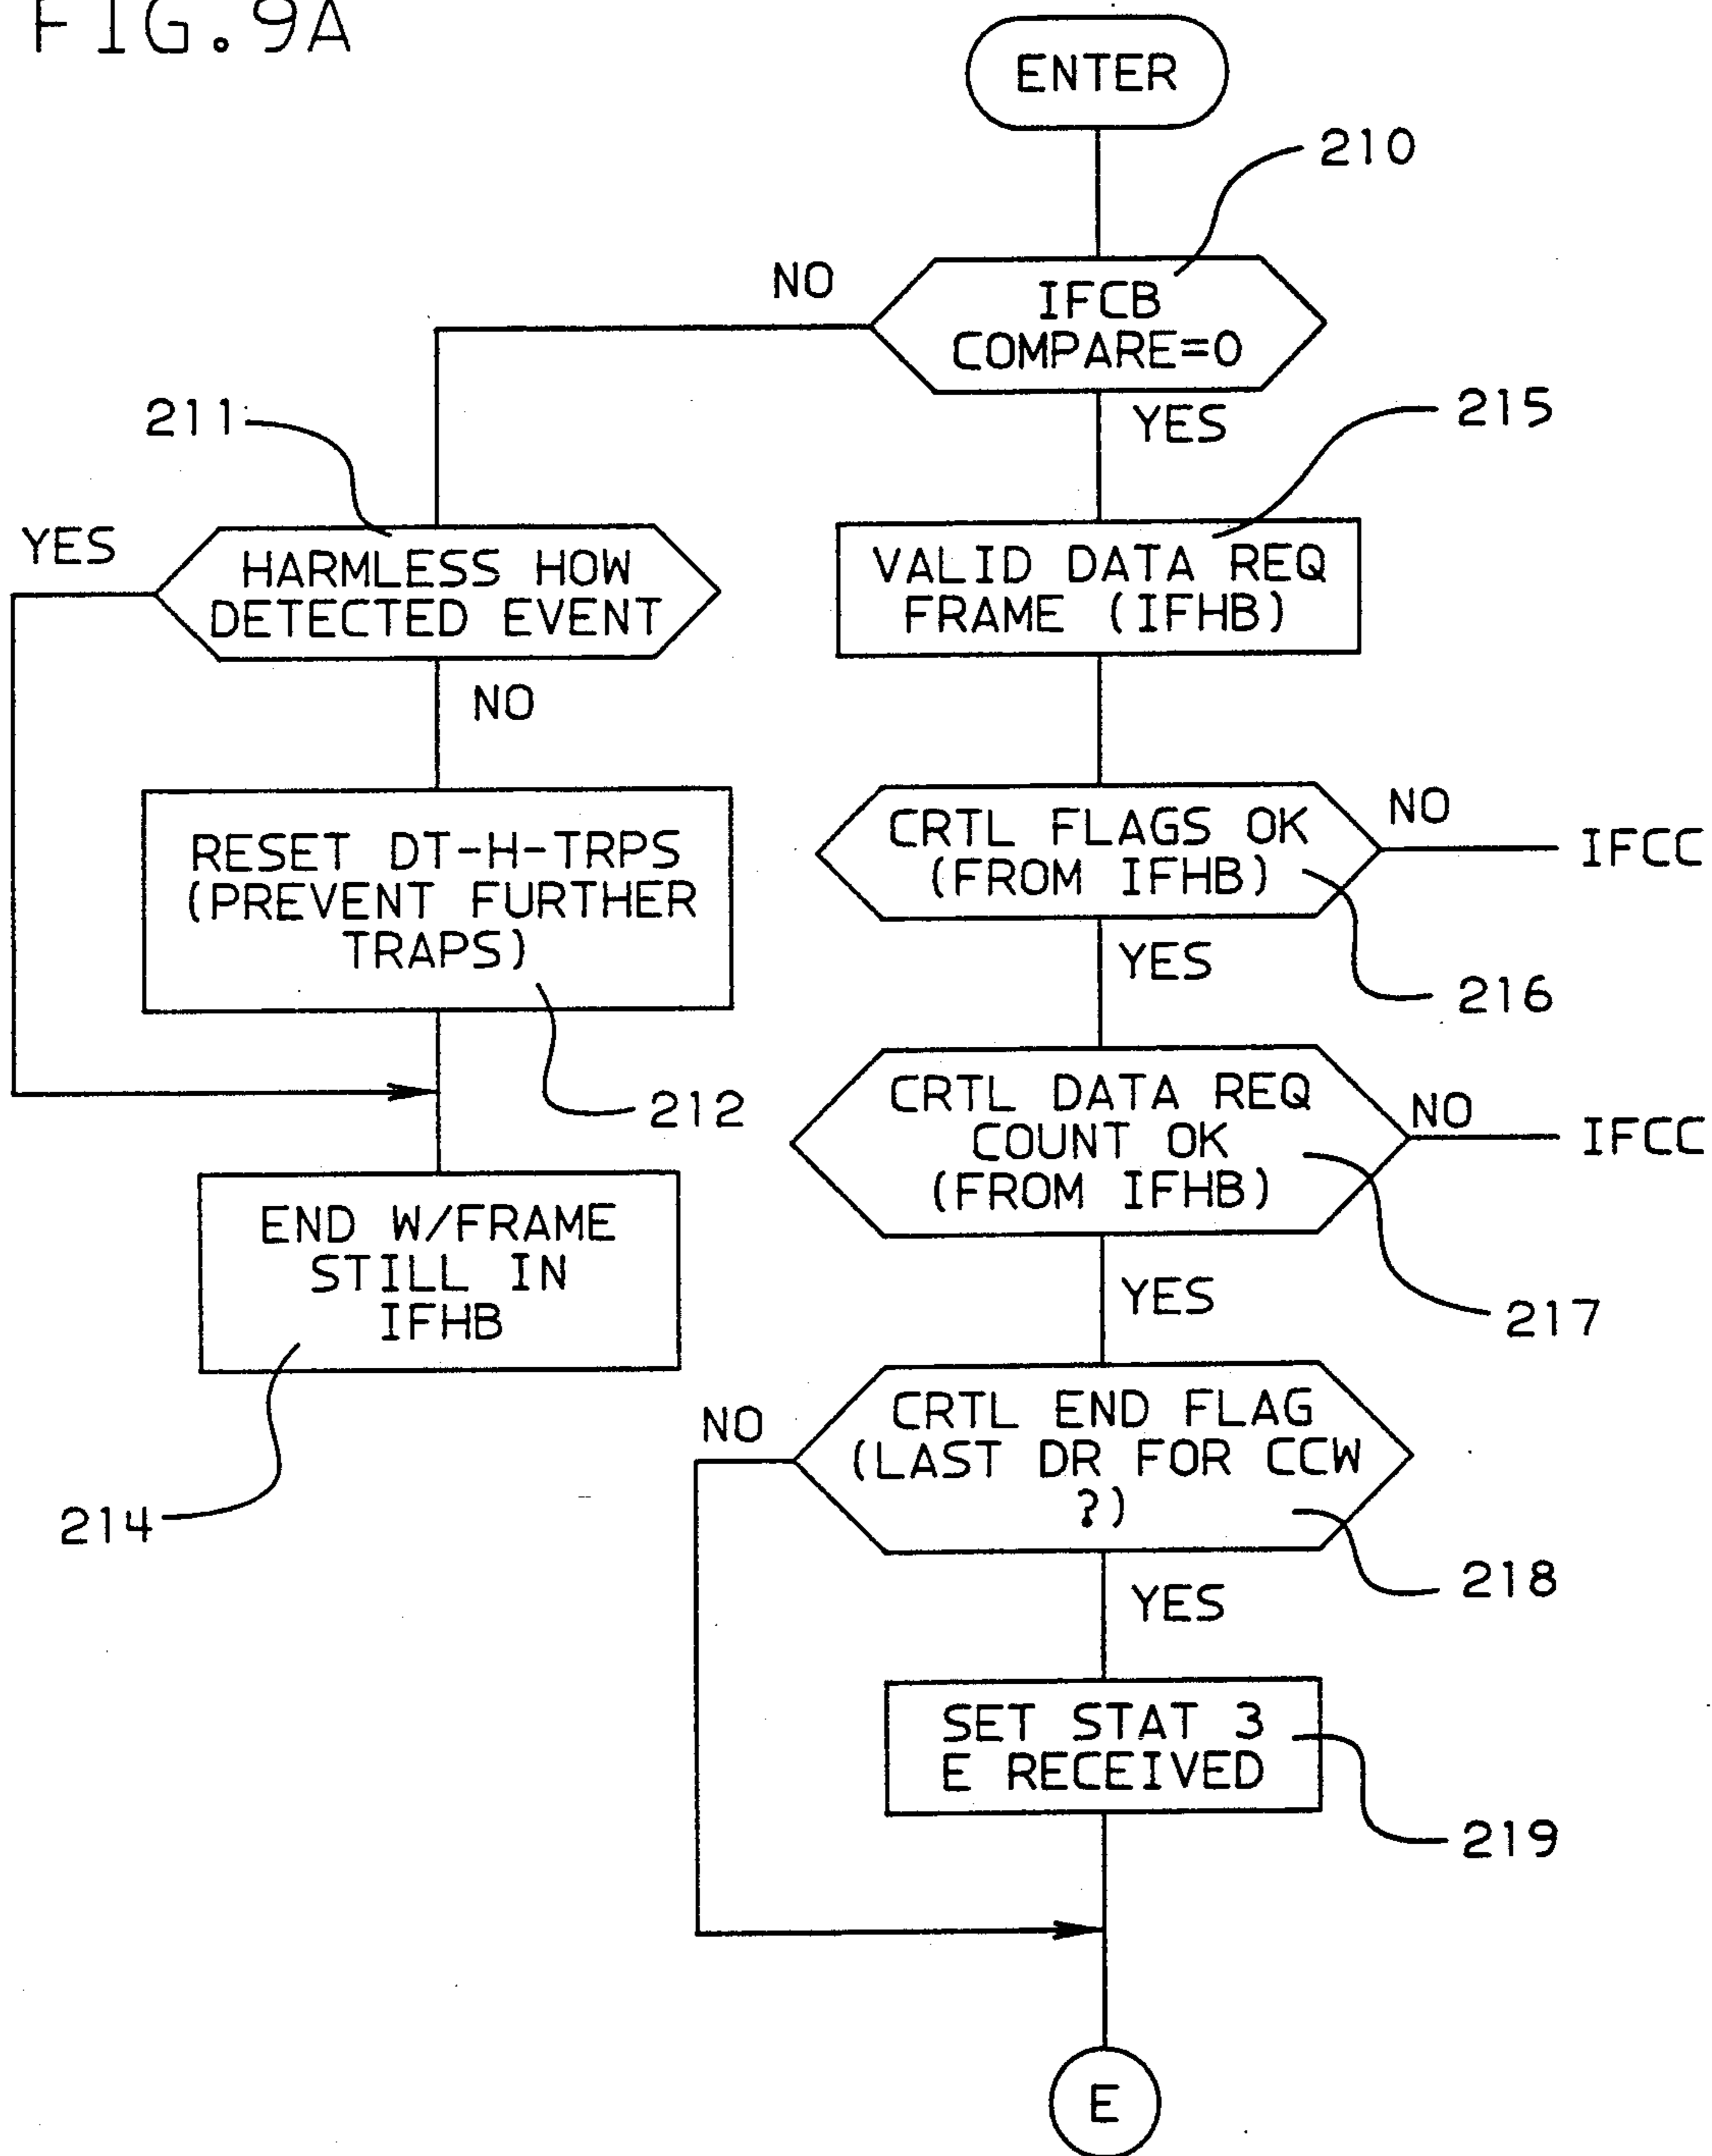 FIG.9A
ENTER
210
NO
IFCB
COMPARE=0
YES
211
215
YES
HARMLESS HOW
DETECTED EVENT
VALID DATA REQ
FRAME (IFHB)
NO
RESET DT-H-TRPS
(PREVENT FURTHER
TRAPS)
212
CRTL FLAGS OK
(FROM IFHB)
NO
IFCC
YES
216
END W/FRAME
STILL IN
IFHB
214
CRTL DATA REQ
COUNT OK
(FROM IFHB)
NO
IFCC
YES
217
NO
CRTL END FLAG
(LAST DR FOR CCW
?)
218
YES
SET STAT 3
E RECEIVED
219
E